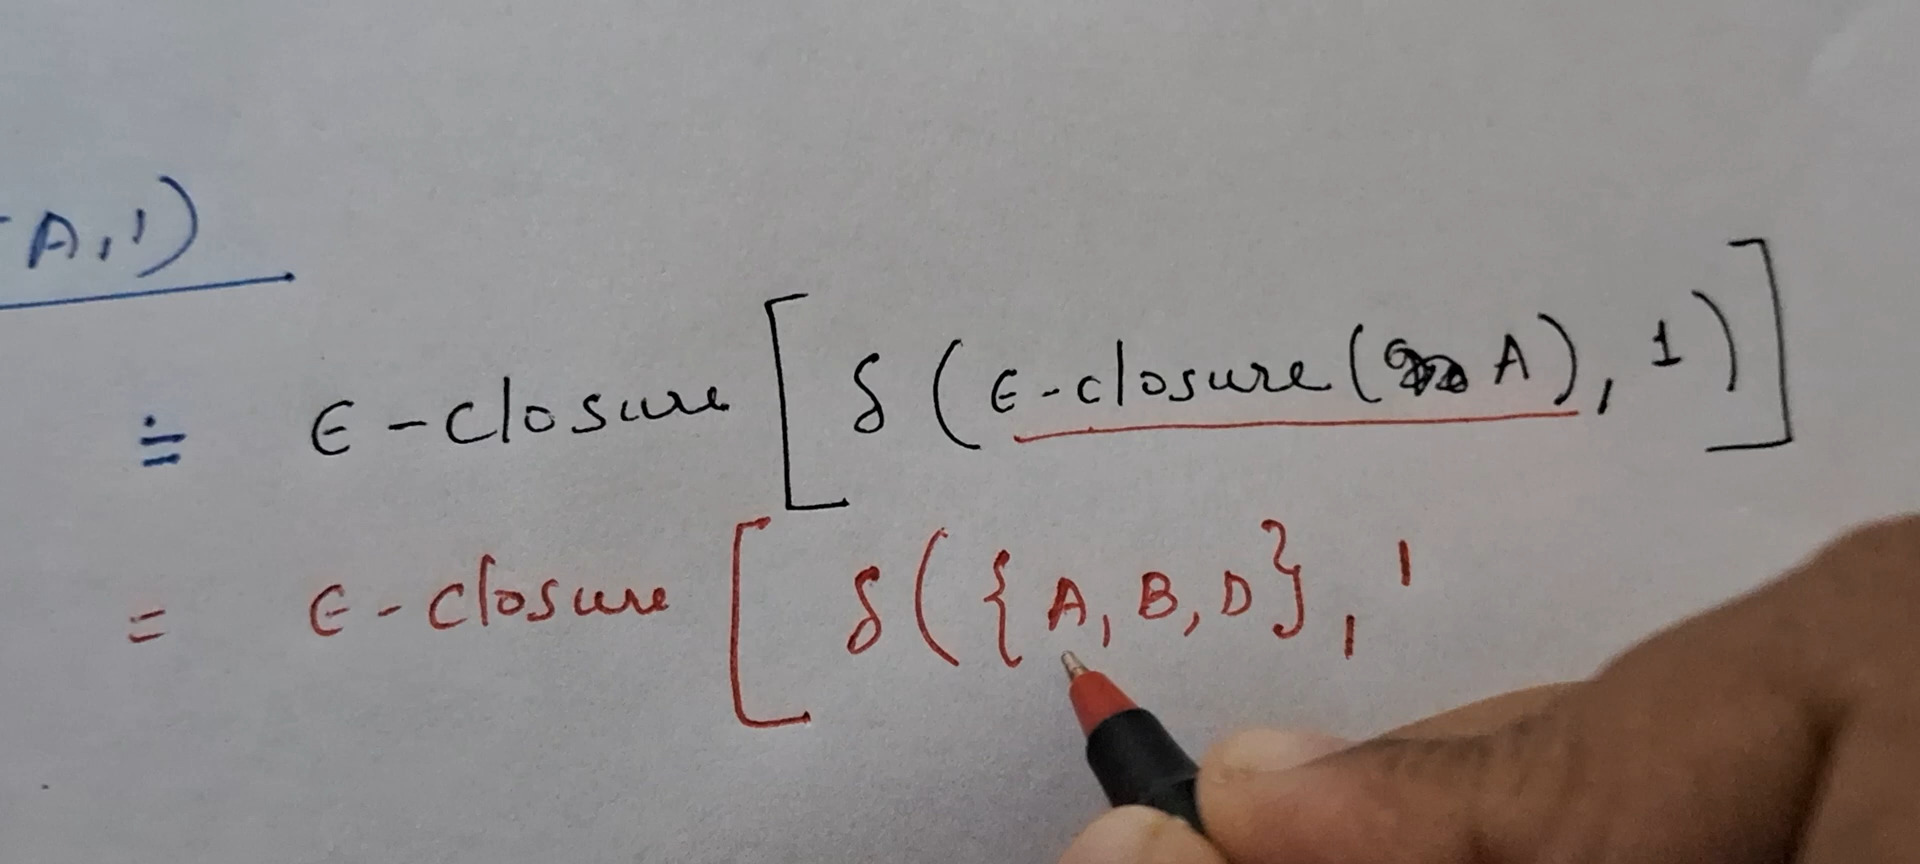 A, 1)
= ϵ-closure [ δ ( ϵ-closure ( A), 1 ) ]
= ϵ-closure [ δ ( { A, B, D }, 1